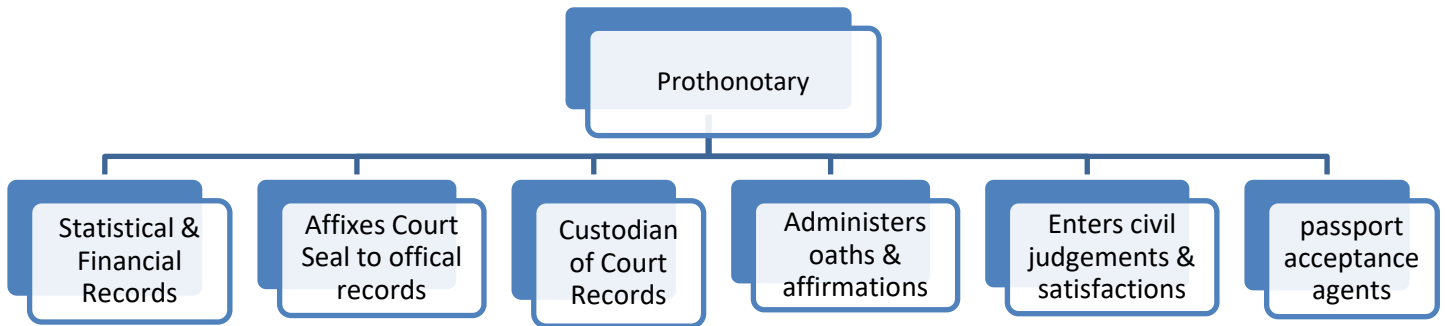 Prothonotary
Statistical &
Financial
Records
Affixes Court
Seal to offical
records
Custodian
of Court
Records
Administers
oaths &
affirmations
Enters civil
judgements &
satisfactions
passport
acceptance
agents